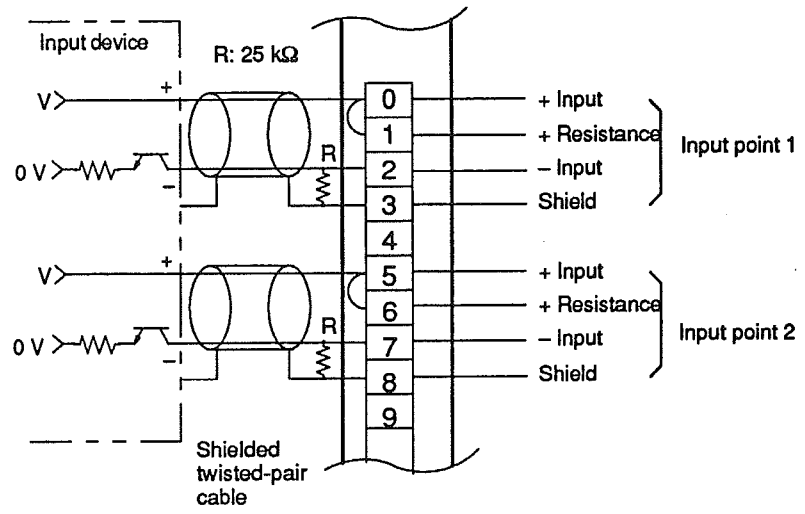 Input device
R: 25 kΩ
V
+
0 V
–
R
0
1
2
3
4
5
6
7
8
9
+ Input
+ Resistance
– Input
Shield
Input point 1
V
+
0 V
–
R
+ Input
+ Resistance
– Input
Shield
Input point 2
Shielded
twisted-pair
cable